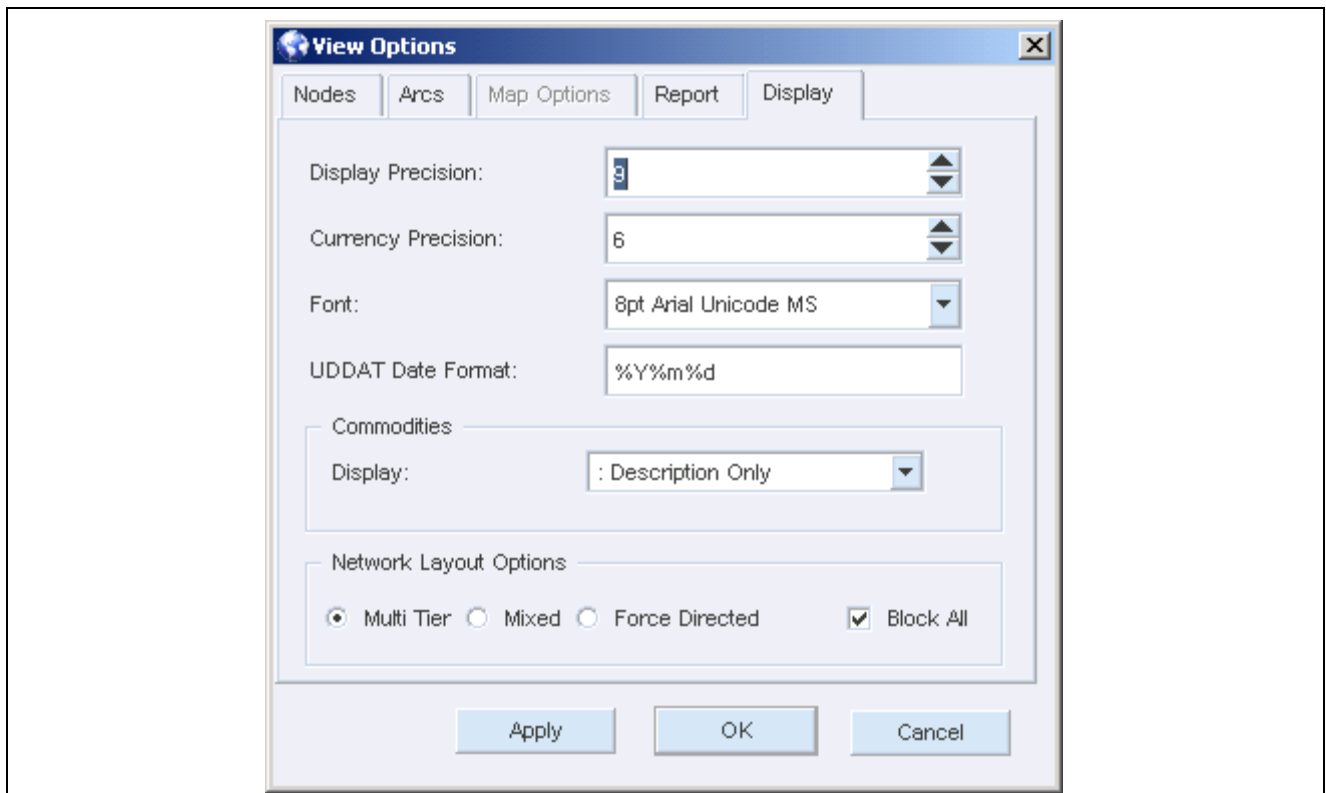 View Options
Nodes Arcs Map Options Report Display
Display Precision: 9
Currency Precision: 6
Font: 8pt Arial Unicode MS
UDDAT Date Format: %Y%m%d
Commodities
Display: : Description Only
Network Layout Options
Multi Tier Mixed Force Directed Block All
Apply OK Cancel